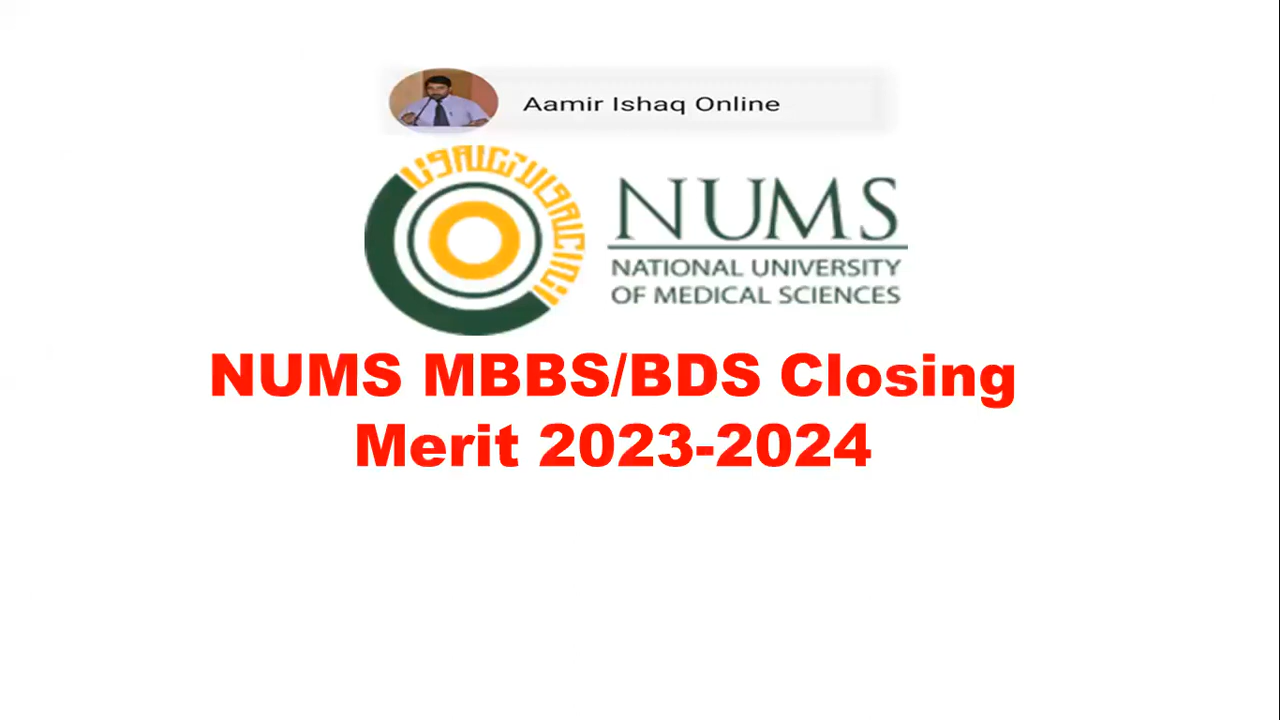 Aamir Ishaq Online
NUMS
NATIONAL UNIVERSITY
OF MEDICAL SCIENCES
NUMS MBBS/BDS Closing
Merit 2023-2024